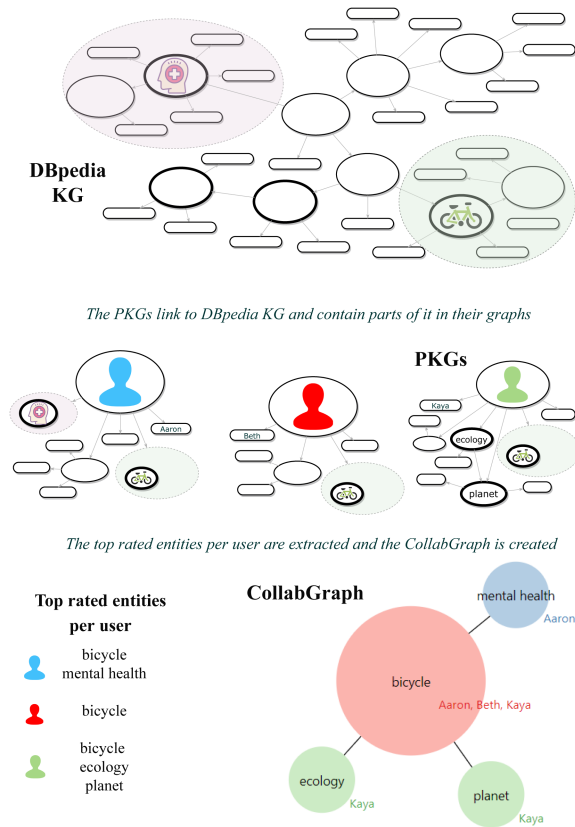 DBpedia
KG
The PKGs link to DBpedia KG and contain parts of it in their graphs
PKGs
Kaya
Aaron
Beth
ecology
planet
The top rated entities per user are extracted and the CollabGraph is created
CollabGraph
Top rated entities
per user
bicycle
mental health
bicycle
bicycle
ecology
planet
mental health
Aaron
bicycle
Aaron, Beth, Kaya
ecology
Kaya
planet
Kaya